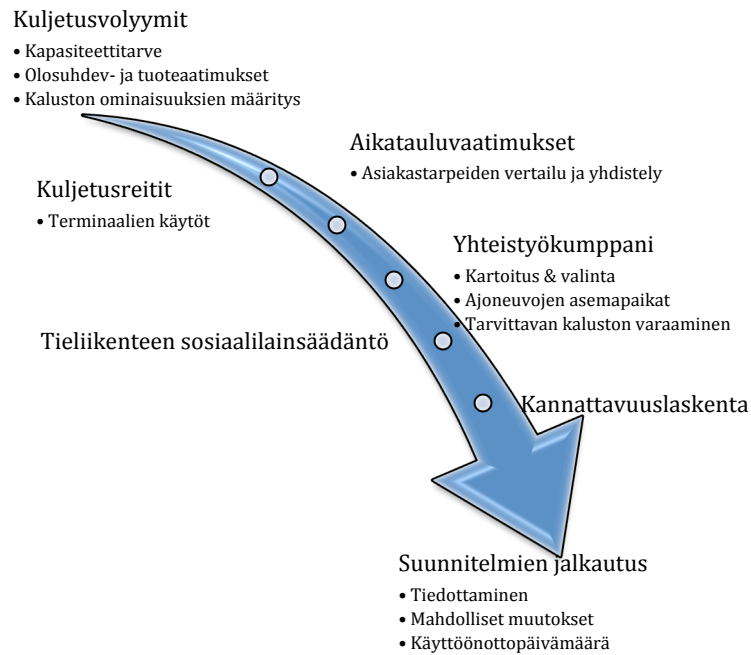 Kuljetusvolyymit
• Kapasiteettitarve
• Olosuhdev- ja tuoteaatimukset
• Kaluston ominaisuuksien määritys
Aikatauluvaatimukset
• Asiakastarpeiden vertailu ja yhdistely
Kuljetusreitit
• Terminaalien käytöt
Yhteistyökumppani
• Kartoitus & valinta
• Ajoneuvojen asemapaikat
• Tarvittavan kaluston varaaminen
Tieliikenteen sosiaalilainsäädäntö
Kannattavuuslaskenta
Suunnitelmien jalkautus
• Tiedottaminen
• Mahdolliset muutokset
• Käyttöönottopäivämäärä